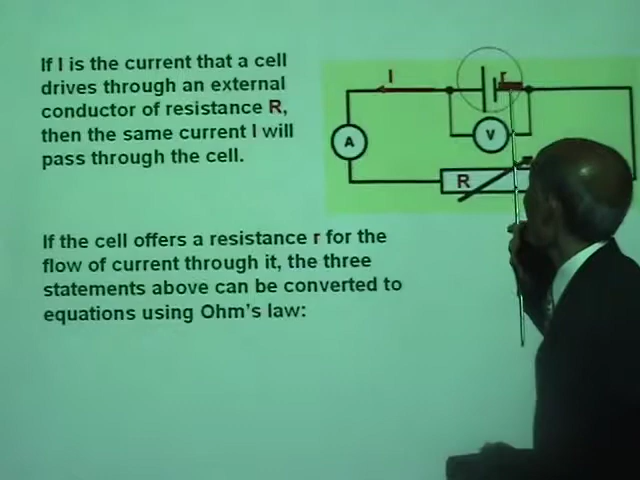 If I is the current that a cell
drives through an external
conductor of resistance R,
then the same current I will
pass through the cell.
I
r
A
V
R
If the cell offers a resistance r for the
flow of current through it, the three
statements above can be converted to
equations using Ohm's law: